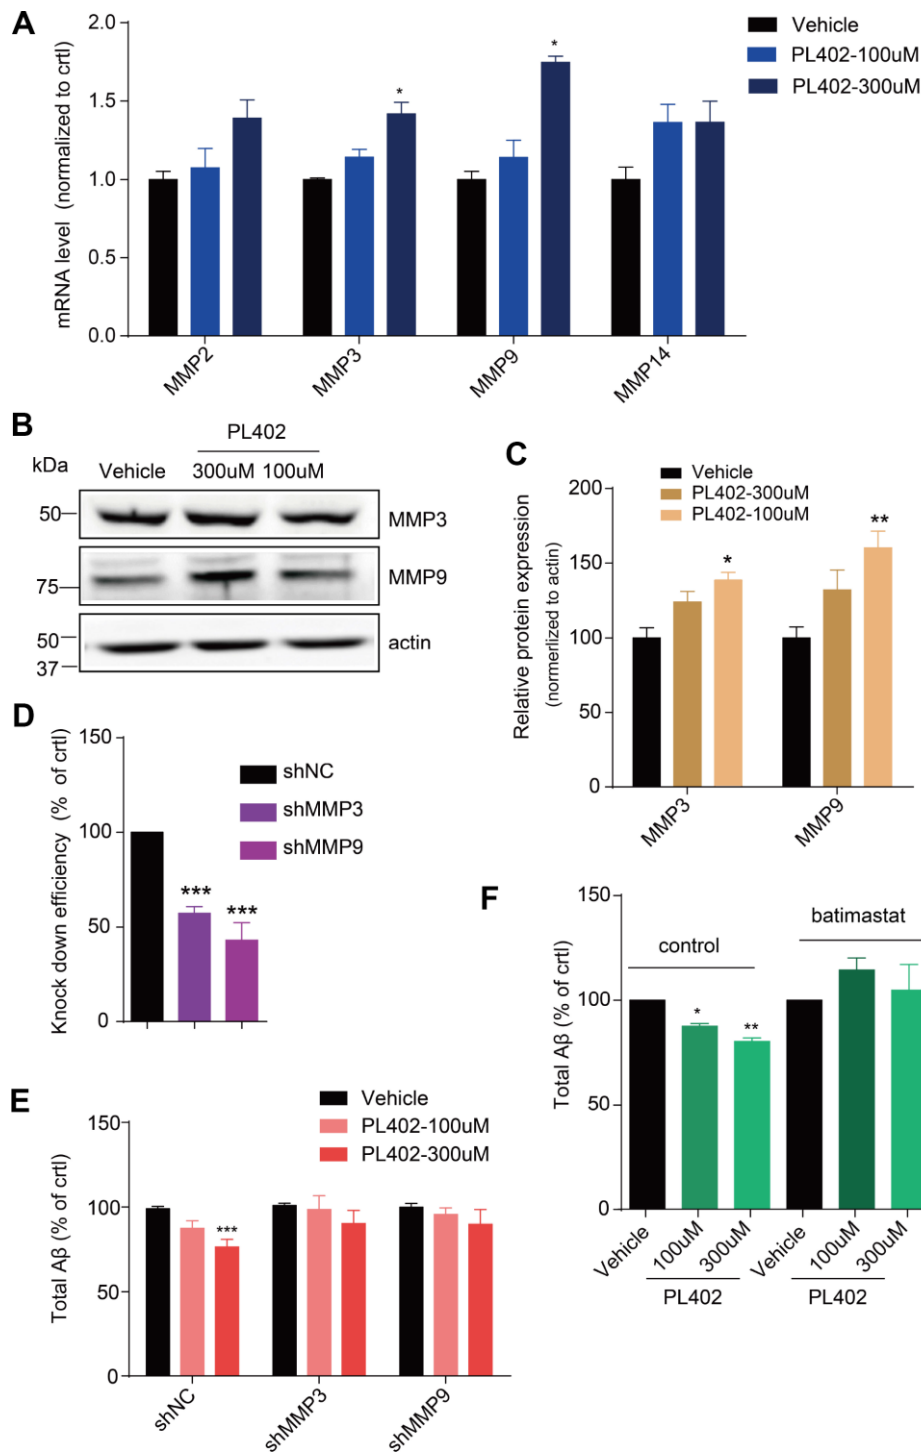 A
mRNA level (normalized to crtl)
2.0
1.5
1.0
0.5
0.0
*
*
MMP2
MMP3
MMP9
MMP14
Vehicle
PL402-100uM
PL402-300uM
B
PL402
kDa
Vehicle
300uM 100uM
50
MMP3
75
MMP9
50
37
actin
C
Vehicle
PL402-300uM
PL402-100uM
Relative protein expression
(normerlized to actin)
200
150
100
50
0
*
**
MMP3
MMP9
D
Knock down efficiency (% of crtl)
150
100
50
0
***
***
shNC
shMMP3
shMMP9
E
Total Aβ (% of crtl)
150
100
50
0
***
Vehicle
PL402-100uM
PL402-300uM
shNC
shMMP3
shMMP9
F
Total Aβ (% of crtl)
150
100
50
0
control
batimastat
*
**
Vehicle
100uM
300uM
Vehicle
100uM
300uM
PL402
PL402